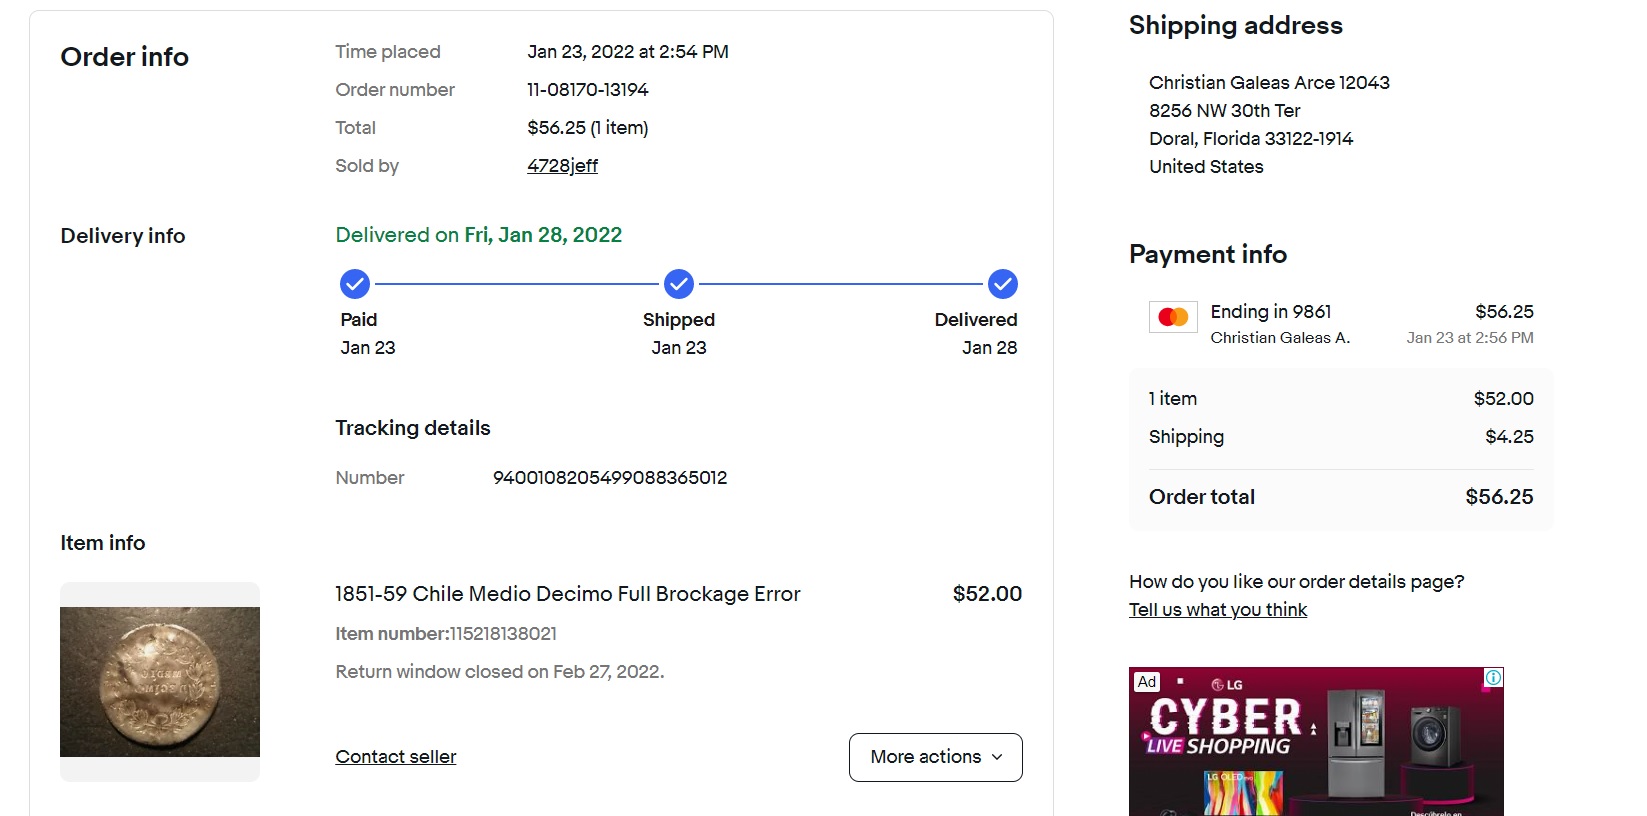 Order info
Time placed
Jan 23, 2022 at 2:54 PM
Order number
11-08170-13194
Total
$56.25 (1 item)
Sold by
4728jeff
Delivery info
Delivered on Fri, Jan 28, 2022
Paid
Jan 23
Shipped
Jan 23
Delivered
Jan 28
Tracking details
Number
9400108205499088365012
Item info
1851-59 Chile Medio Decimo Full Brockage Error
$52.00
Item number:115218138021
Return window closed on Feb 27, 2022.
Contact seller
More actions
Shipping address
Christian Galeas Arce 12043
8256 NW 30th Ter
Doral, Florida 33122-1914
United States
Payment info
Ending in 9861
$56.25
Christian Galeas A.
Jan 23 at 2:56 PM
1 item
$52.00
Shipping
$4.25
Order total
$56.25
How do you like our order details page?
Tell us what you think
Ad
LG
CYBER
LIVE SHOPPING
LG OLED